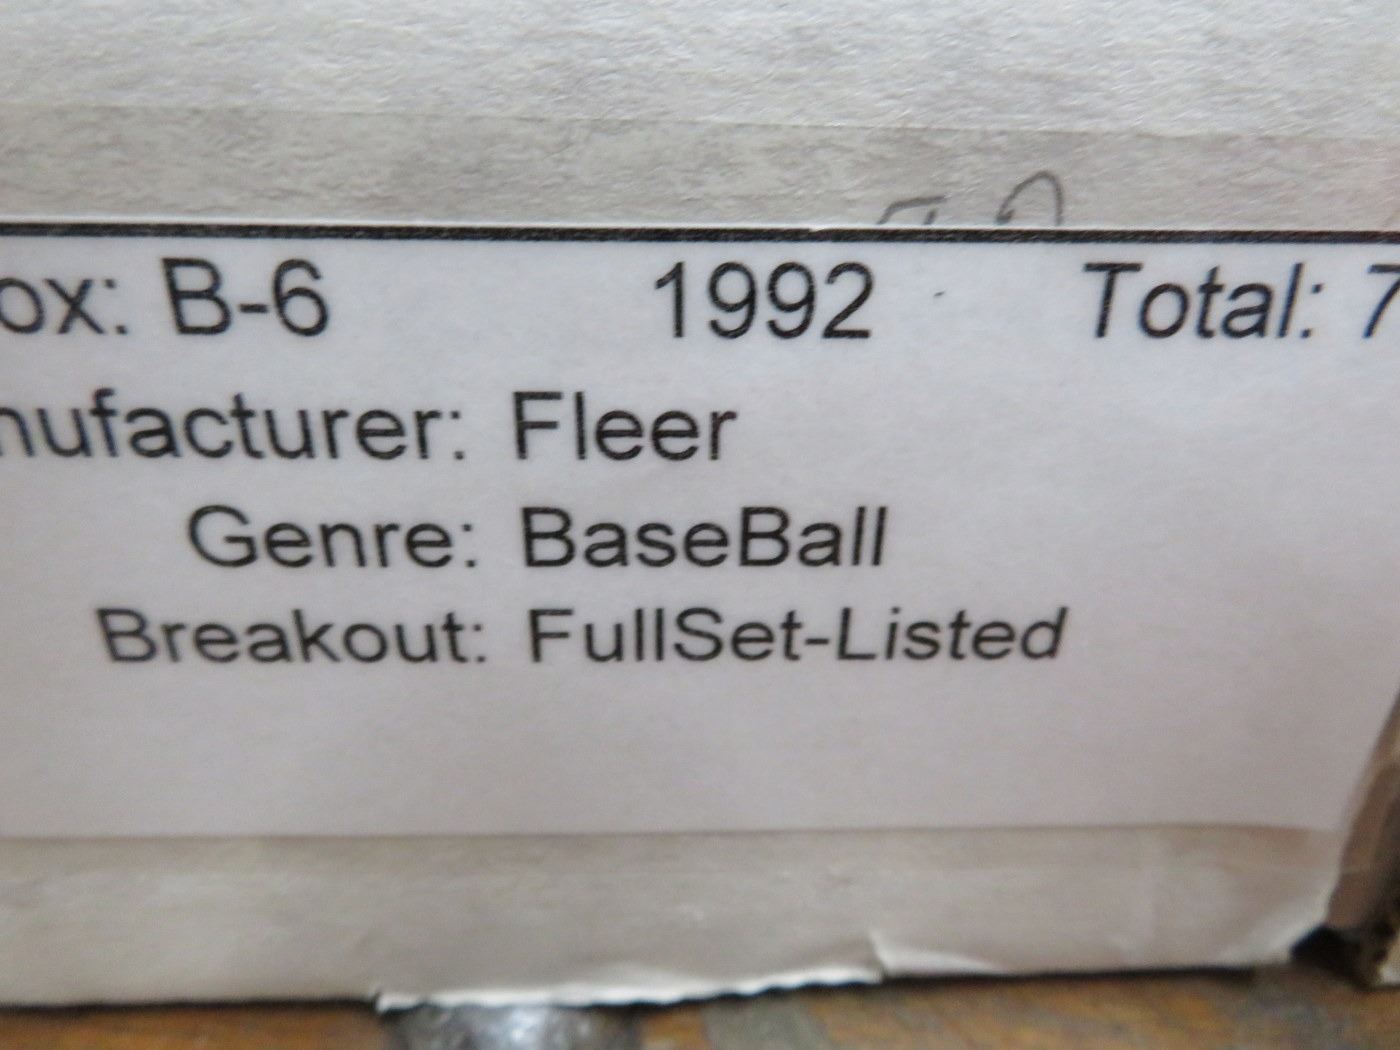 ox: B-6 1992 Total: 7
nufacturer: Fleer
Genre: BaseBall
Breakout: FullSet-Listed